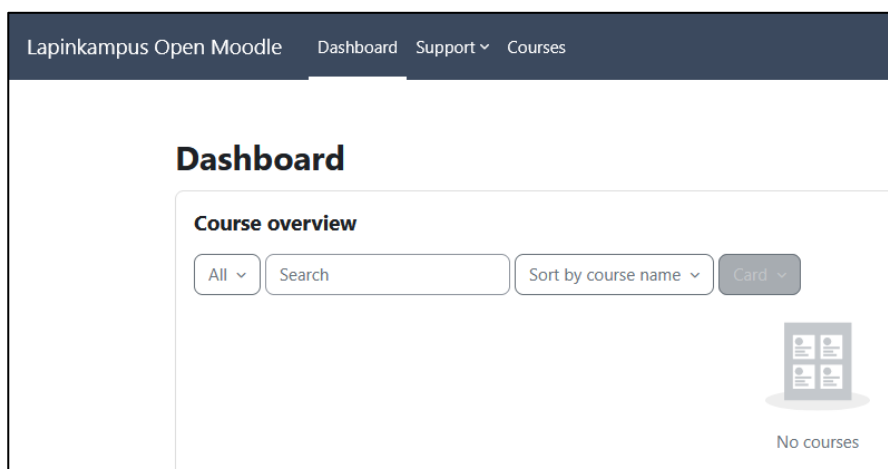 Lapinkampus Open Moodle Dashboard Support Courses
Dashboard
Course overview
All Search Sort by course name Card
No courses